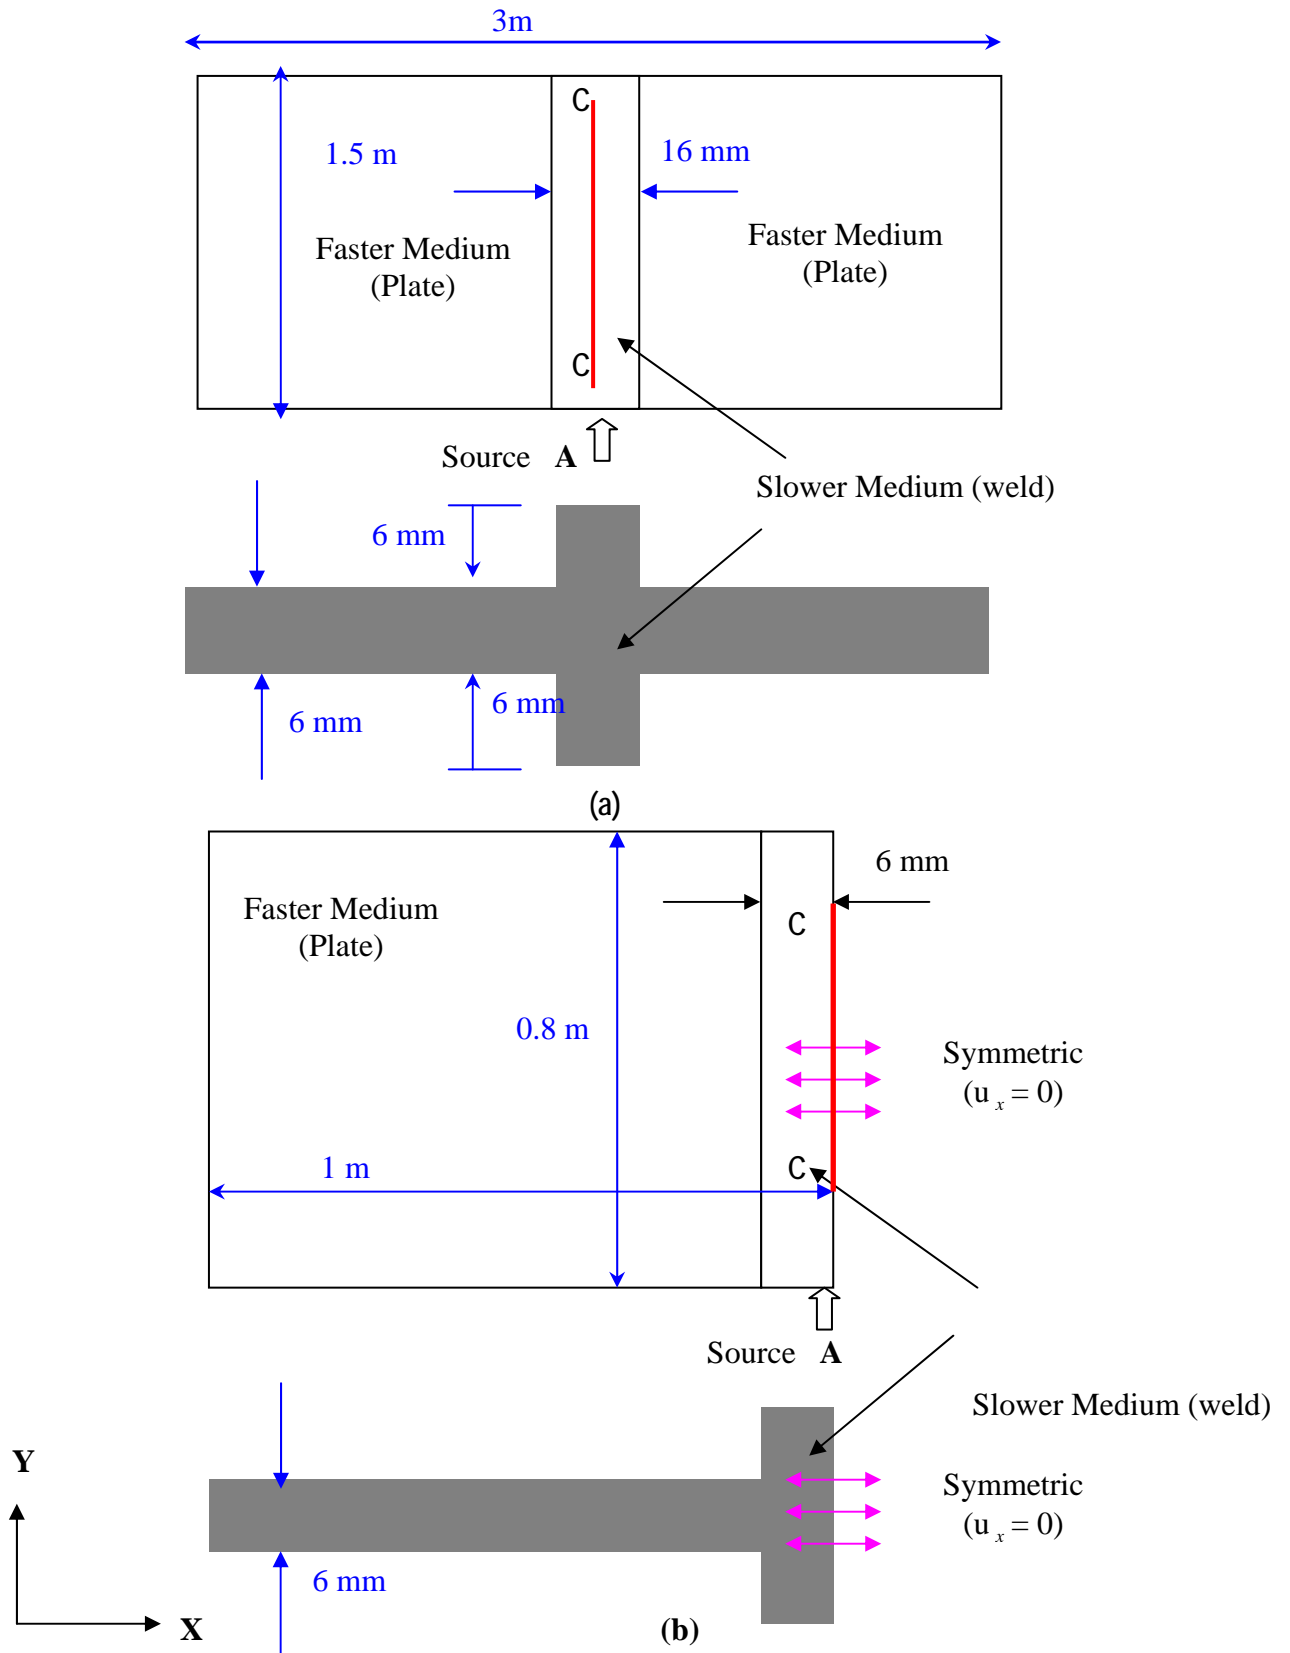 3m
C
1.5 m
16 mm
Faster Medium
(Plate)
Faster Medium
(Plate)
C
Source A
Slower Medium (weld)
6 mm
6 mm
6 mm
(a)
6 mm
Faster Medium
(Plate)
C
0.8 m
Symmetric
(u x = 0)
1 m
C
Source A
Slower Medium (weld)
Y
Symmetric
(u x = 0)
6 mm
X
(b)